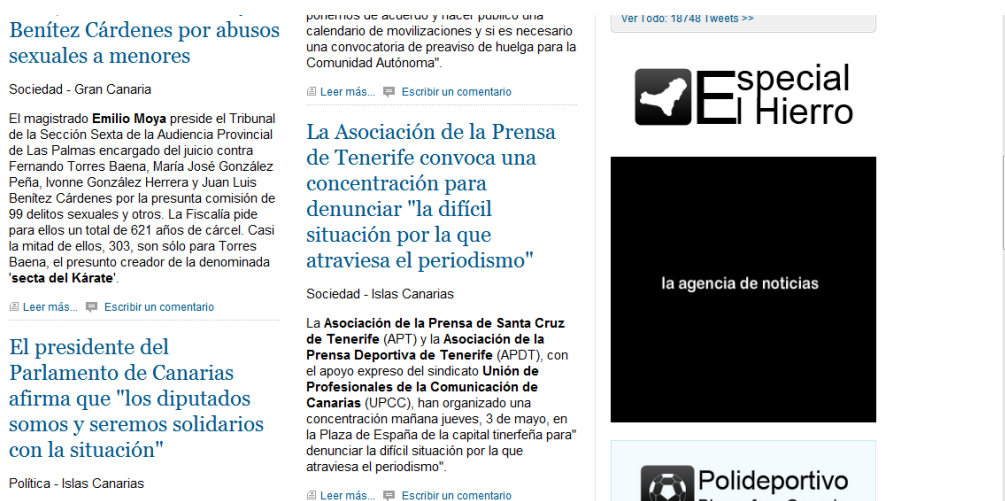 Benítez Cárdenes por abusos
sexuales a menores
Sociedad - Gran Canaria
El magistrado Emilio Moya preside el Tribunal
de la Sección Sexta de la Audiencia Provincial
de Las Palmas encargado del juicio contra
Fernando Torres Baena, María José González
Peña, Ivonne González Herrera y Juan Luis
Benítez Cárdenes por la presunta comisión de
99 delitos sexuales y otros. La Fiscalía pide
para ellos un total de 621 años de cárcel. Casi
la mitad de ellos, 303, son sólo para Torres
Baena, el presunto creador de la denominada
'secta del Kárate'.
Leer más... Escribir un comentario
El presidente del
Parlamento de Canarias
afirma que "los diputados
somos y seremos solidarios
con la situación"
Política - Islas Canarias
ponernos de acuerdo y hacer público una
calendario de movilizaciones y si es necesario
una convocatoria de preaviso de huelga para la
Comunidad Autónoma".
Leer más... Escribir un comentario
La Asociación de la Prensa
de Tenerife convoca una
concentración para
denunciar "la difícil
situación por la que
atraviesa el periodismo"
Sociedad - Islas Canarias
La Asociación de la Prensa de Santa Cruz
de Tenerife (APT) y la Asociación de la
Prensa Deportiva de Tenerife (APDT), con
el apoyo expreso del sindicato Unión de
Profesionales de la Comunicación de
Canarias (UPCC), han organizado una
concentración mañana jueves, 3 de mayo, en
la Plaza de España de la capital tinerfeña para"
denunciar la difícil situación por la que
atraviesa el periodismo".
Leer más... Escribir un comentario
Ver Todo: 18748 Tweets >>
Especial
El Hierro
la agencia de noticias
Polideportivo